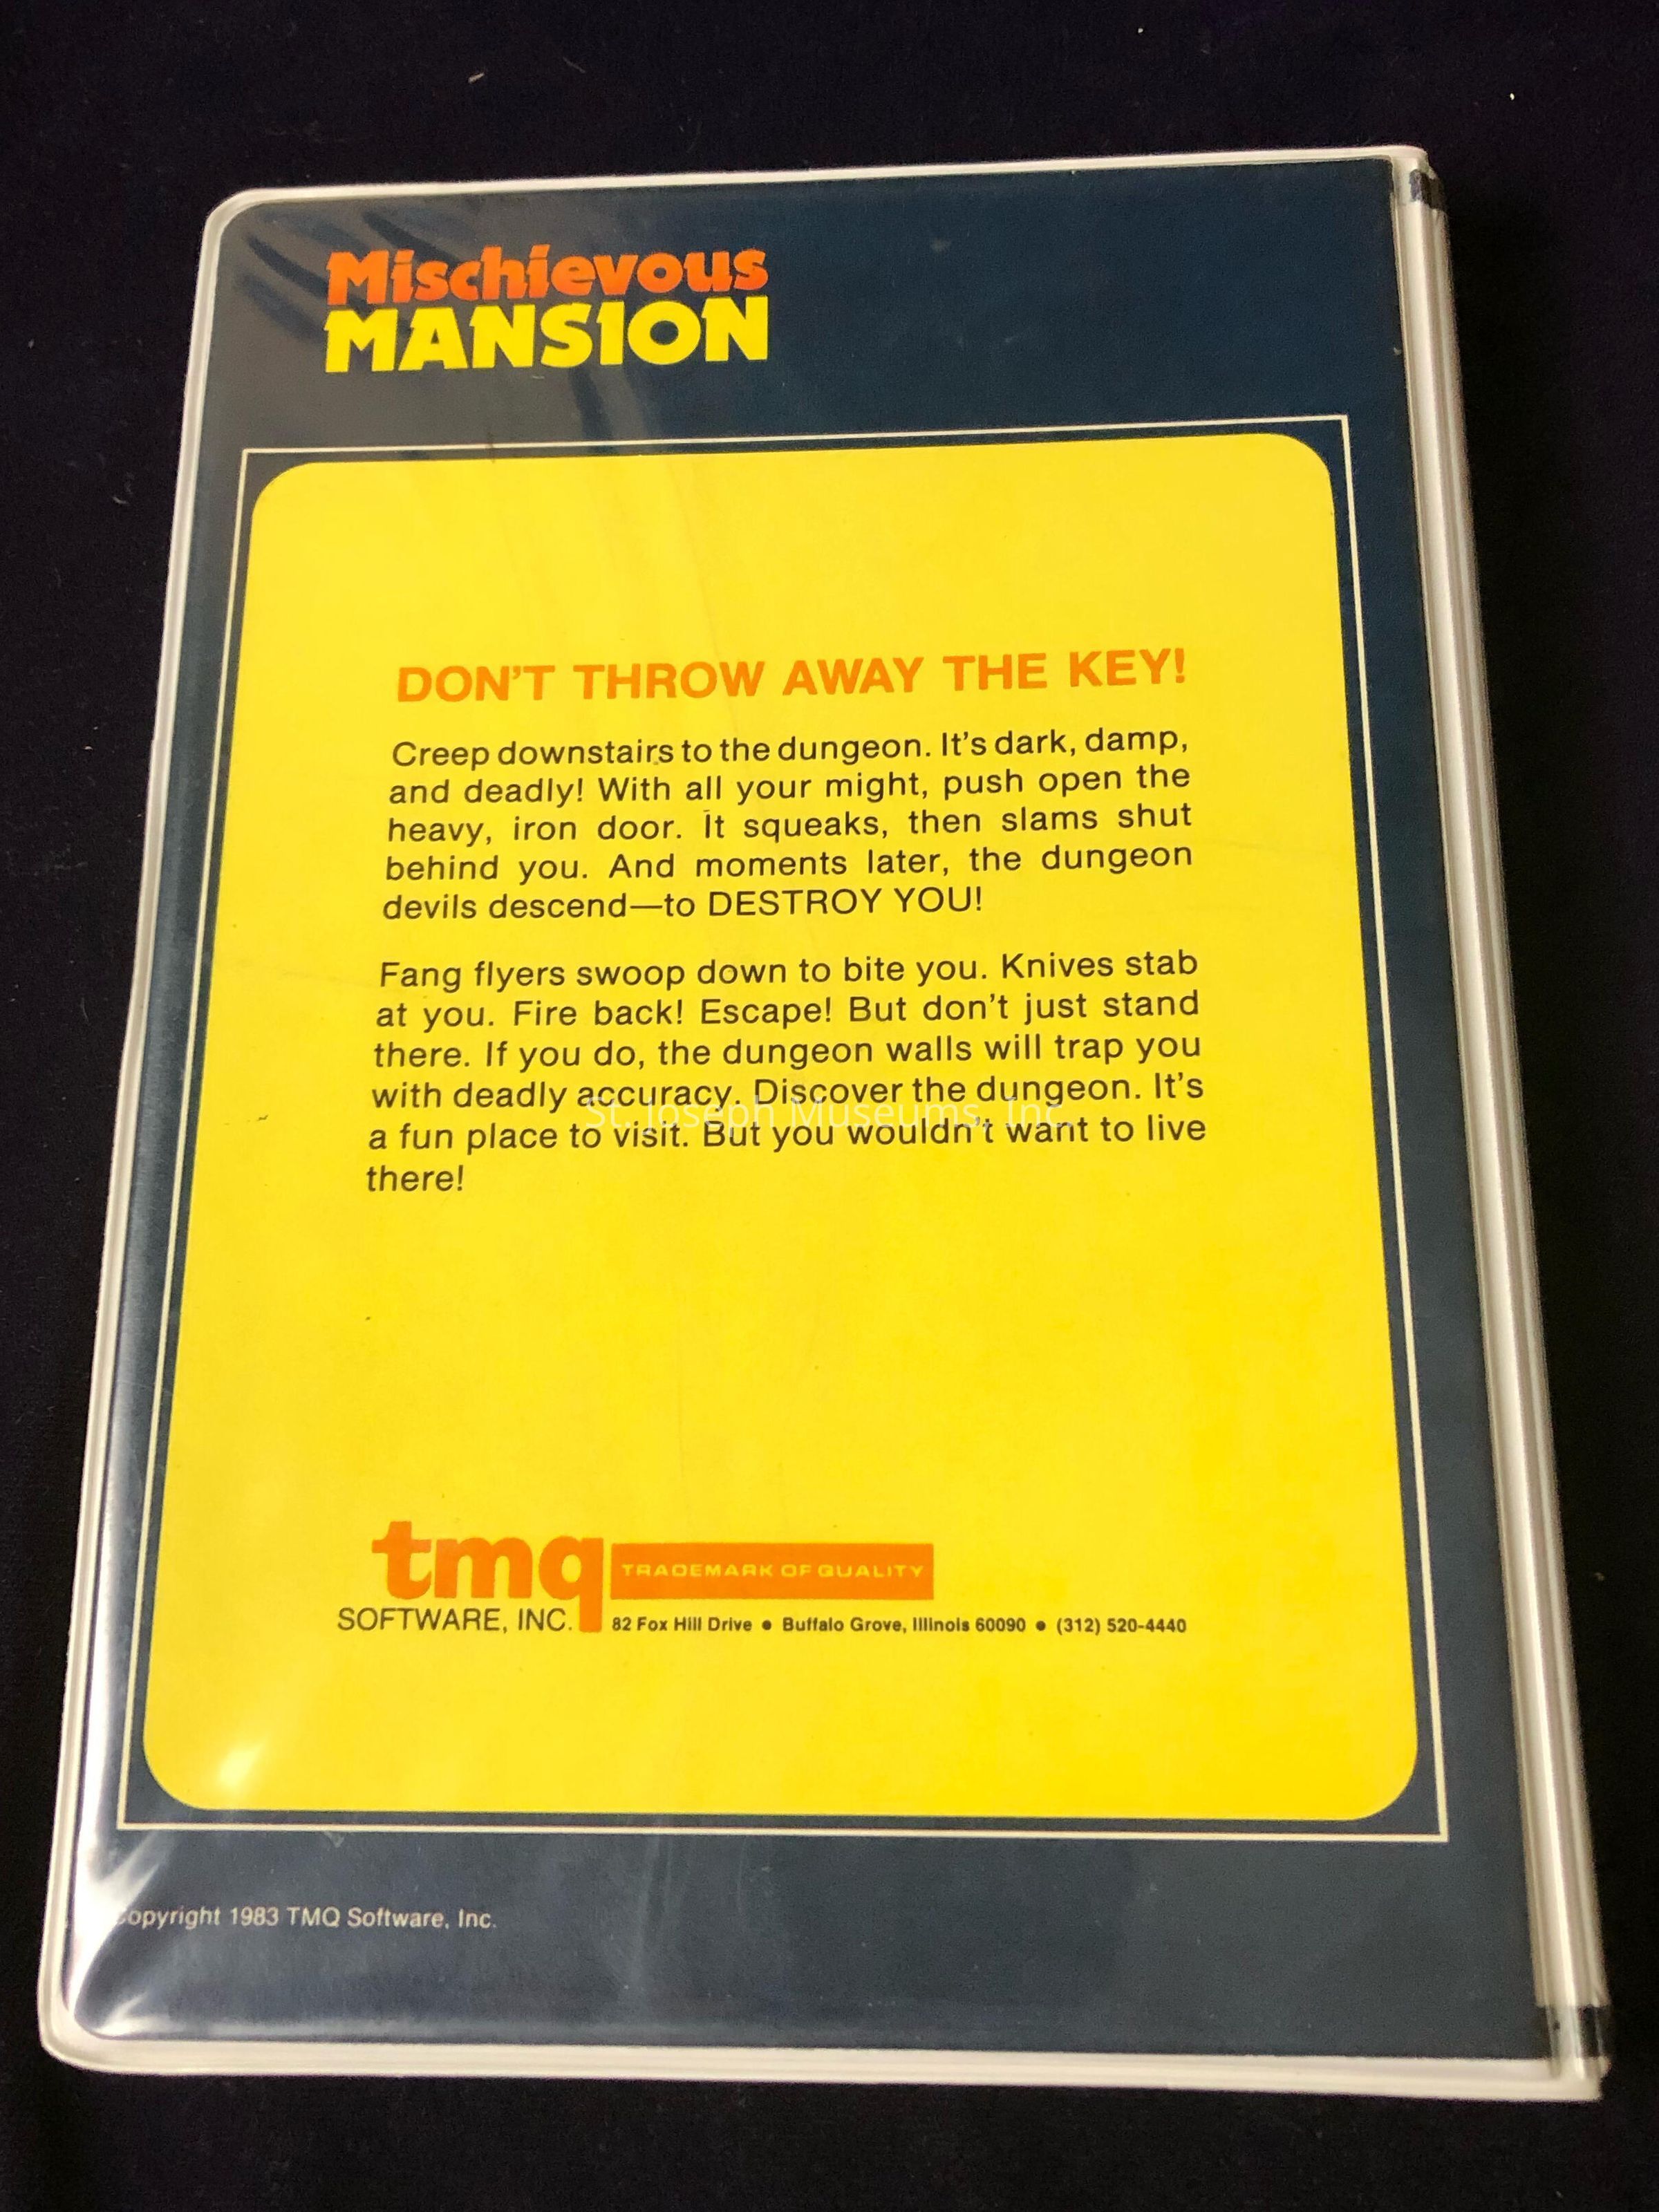 Mischievous
MANSION
DON'T THROW AWAY THE KEY!
Creep downstairs to the dungeon. It's dark, damp,
and deadly! With all your might, push open the
heavy, iron door. It squeaks, then slams shut
behind you. And moments later, the dungeon
devils descend—to DESTROY YOU!
Fang flyers swoop down to bite you. Knives stab
at you. Fire back! Escape! But don't just stand
there. If you do, the dungeon walls will trap you
with deadly accuracy. Discover the dungeon. It's
St. Joseph Museums, Inc.
a fun place to visit. But you wouldn't want to live
there!
tmq
TRADEMARK OF QUALITY
SOFTWARE, INC.
82 Fox Hill Drive • Buffalo Grove, Illinois 60090 • (312) 520-4440
Copyright 1983 TMQ Software, Inc.